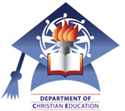 DEPARTMENT OF
CHRISTIAN EDUCATION